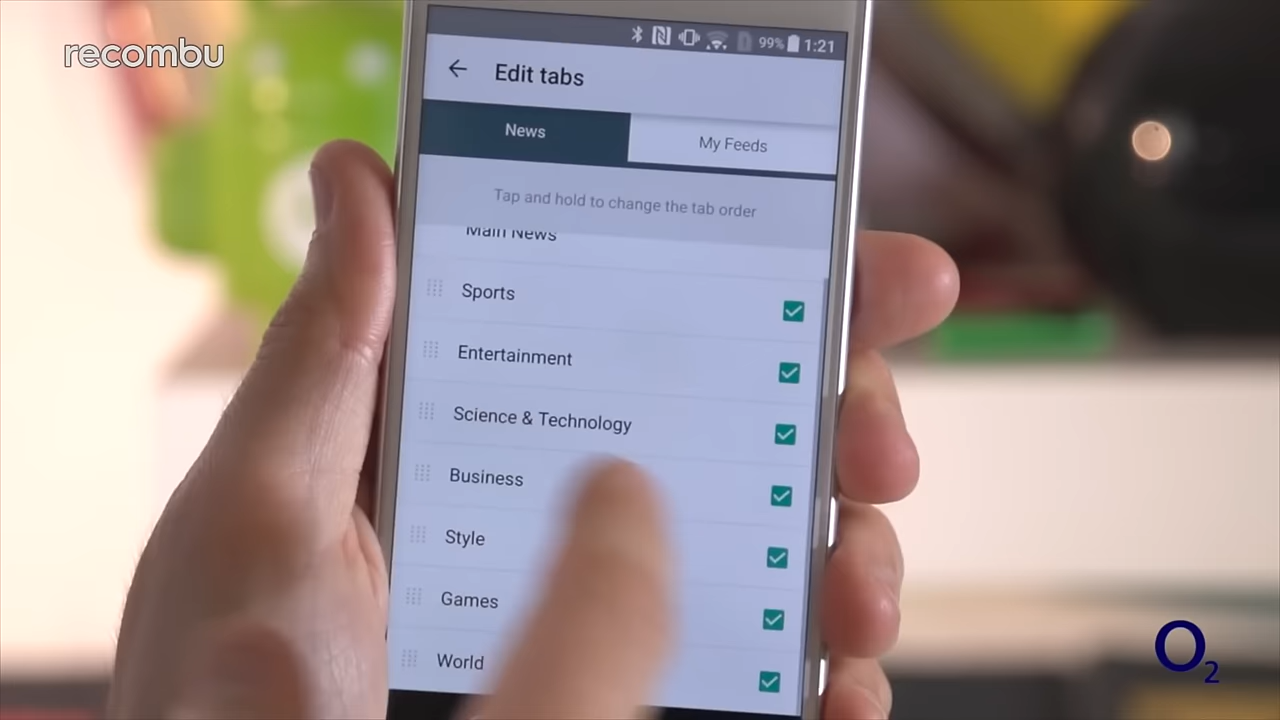 recombu
99% 1:21
Edit tabs
News
My Feeds
Tap and hold to change the tab order
Main News
Sports
Entertainment
Science & Technology
Business
Style
Games
World
O2